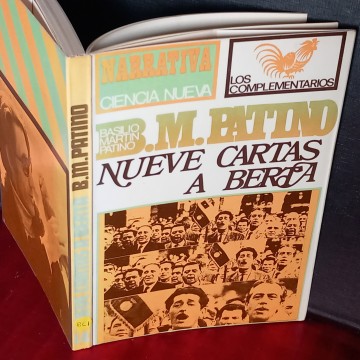 NARRATIVA
CIENCIA NUEVA
LOS
COMPLEMENTARIOS
BASILIO
MARTIN
PATINO
B.M. PATINO
NUEVE CARTAS
A BERTA
B.M. PATINO